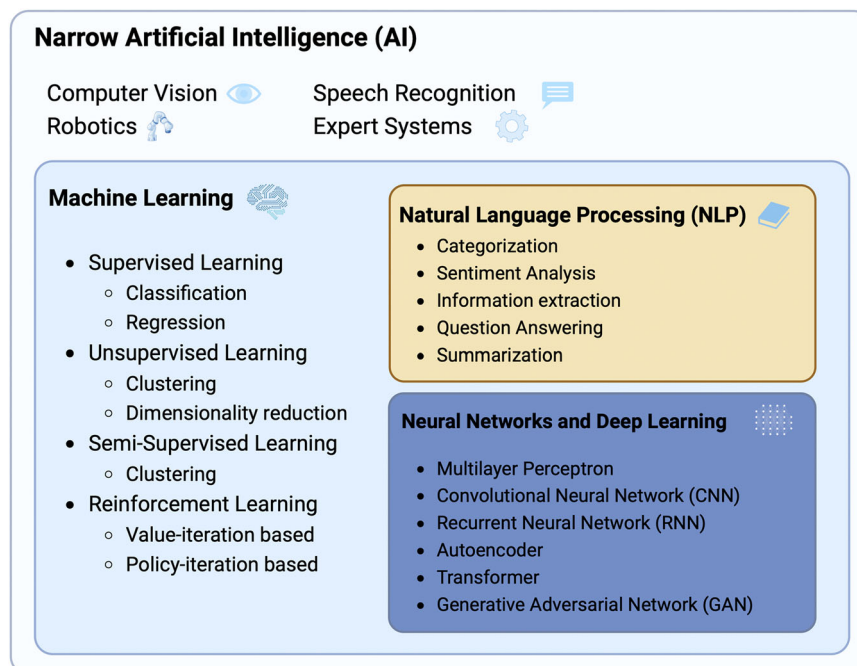 Narrow Artificial Intelligence (AI)
Computer Vision
Speech Recognition
Robotics
Expert Systems
Machine Learning
• Supervised Learning
◦ Classification
◦ Regression
• Unsupervised Learning
◦ Clustering
◦ Dimensionality reduction
• Semi-Supervised Learning
◦ Clustering
• Reinforcement Learning
◦ Value-iteration based
◦ Policy-iteration based
Natural Language Processing (NLP)
• Categorization
• Sentiment Analysis
• Information extraction
• Question Answering
• Summarization
Neural Networks and Deep Learning
• Multilayer Perceptron
• Convolutional Neural Network (CNN)
• Recurrent Neural Network (RNN)
• Autoencoder
• Transformer
• Generative Adversarial Network (GAN)